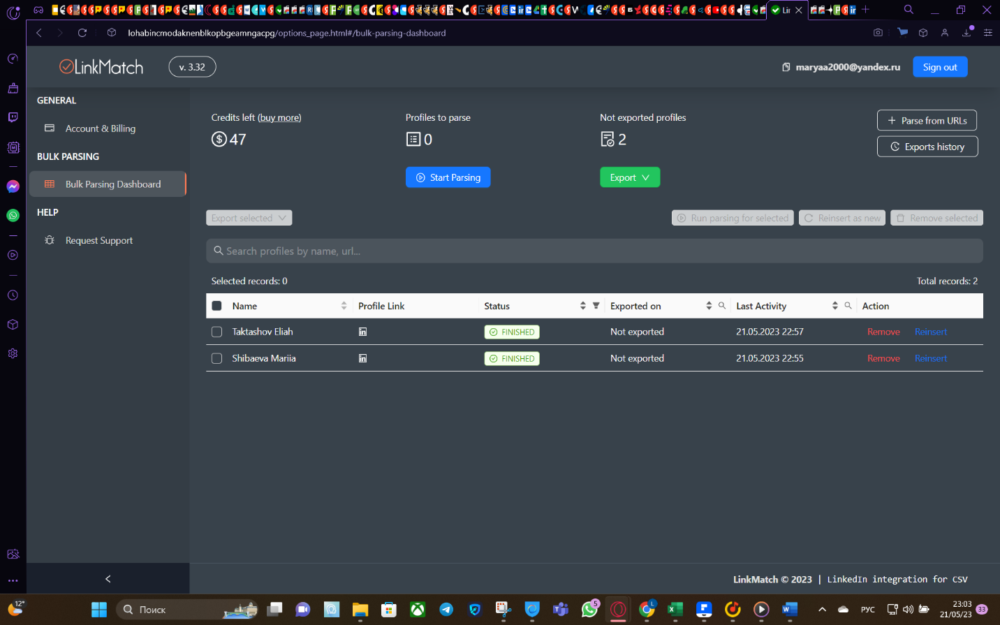 lohabincmodaknenblkopbgeamngacpg/options_page.html#/bulk-parsing-dashboard
LinkMatch
v. 3.32
maryaa2000@yandex.ru
Sign out
GENERAL
Account & Billing
BULK PARSING
Bulk Parsing Dashboard
HELP
Request Support
Credits left (buy more)
47
Profiles to parse
0
Start Parsing
Not exported profiles
2
Export
+ Parse from URLs
Exports history
Export selected
Run parsing for selected
Reinsert as new
Remove selected
Search profiles by name, url...
Selected records: 0
Total records: 2
Name Profile Link Status Exported on Last Activity Action
Taktashov Eliah FINISHED Not exported 21.05.2023 22:57 Remove Reinsert
Shibaeva Mariia FINISHED Not exported 21.05.2023 22:55 Remove Reinsert
LinkMatch © 2023 | LinkedIn integration for CSV
12°
Поиск
5
L
РУС
23:03
21/05/23
33